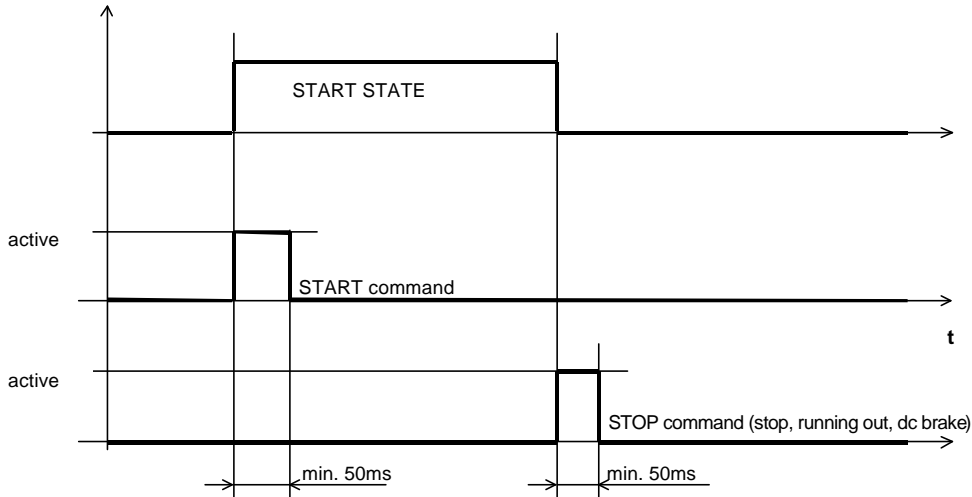 START STATE
active
START command
t
active
STOP command (stop, running out, dc brake)
min. 50ms
min. 50ms